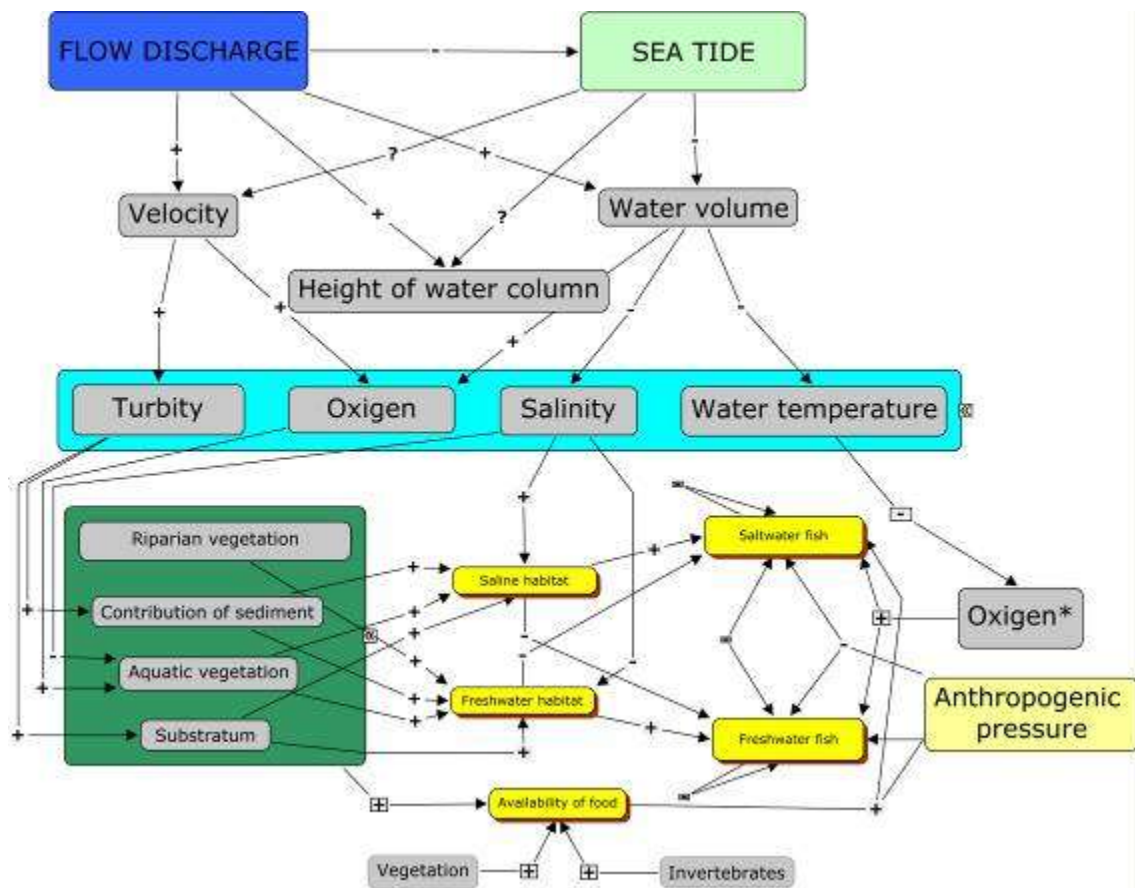 FLOW DISCHARGE
-
SEA TIDE
+
?
+
-
Velocity
Water volume
+
?
Height of water column
+
+
-
-
+
Turbity
Oxigen
Salinity
Water temperature
+
-
Riparian vegetation
Saltwater fish
+
Saline habitat
+
+
+
Contribution of sediment
+
+
Oxigen*
+
+
-
-
-
Aquatic vegetation
+
-
-
+
+
Freshwater habitat
+
Anthropogenic
pressure
+
+
Substratum
+
Freshwater fish
+
Availability of food
+
Vegetation
+
+
Invertebrates